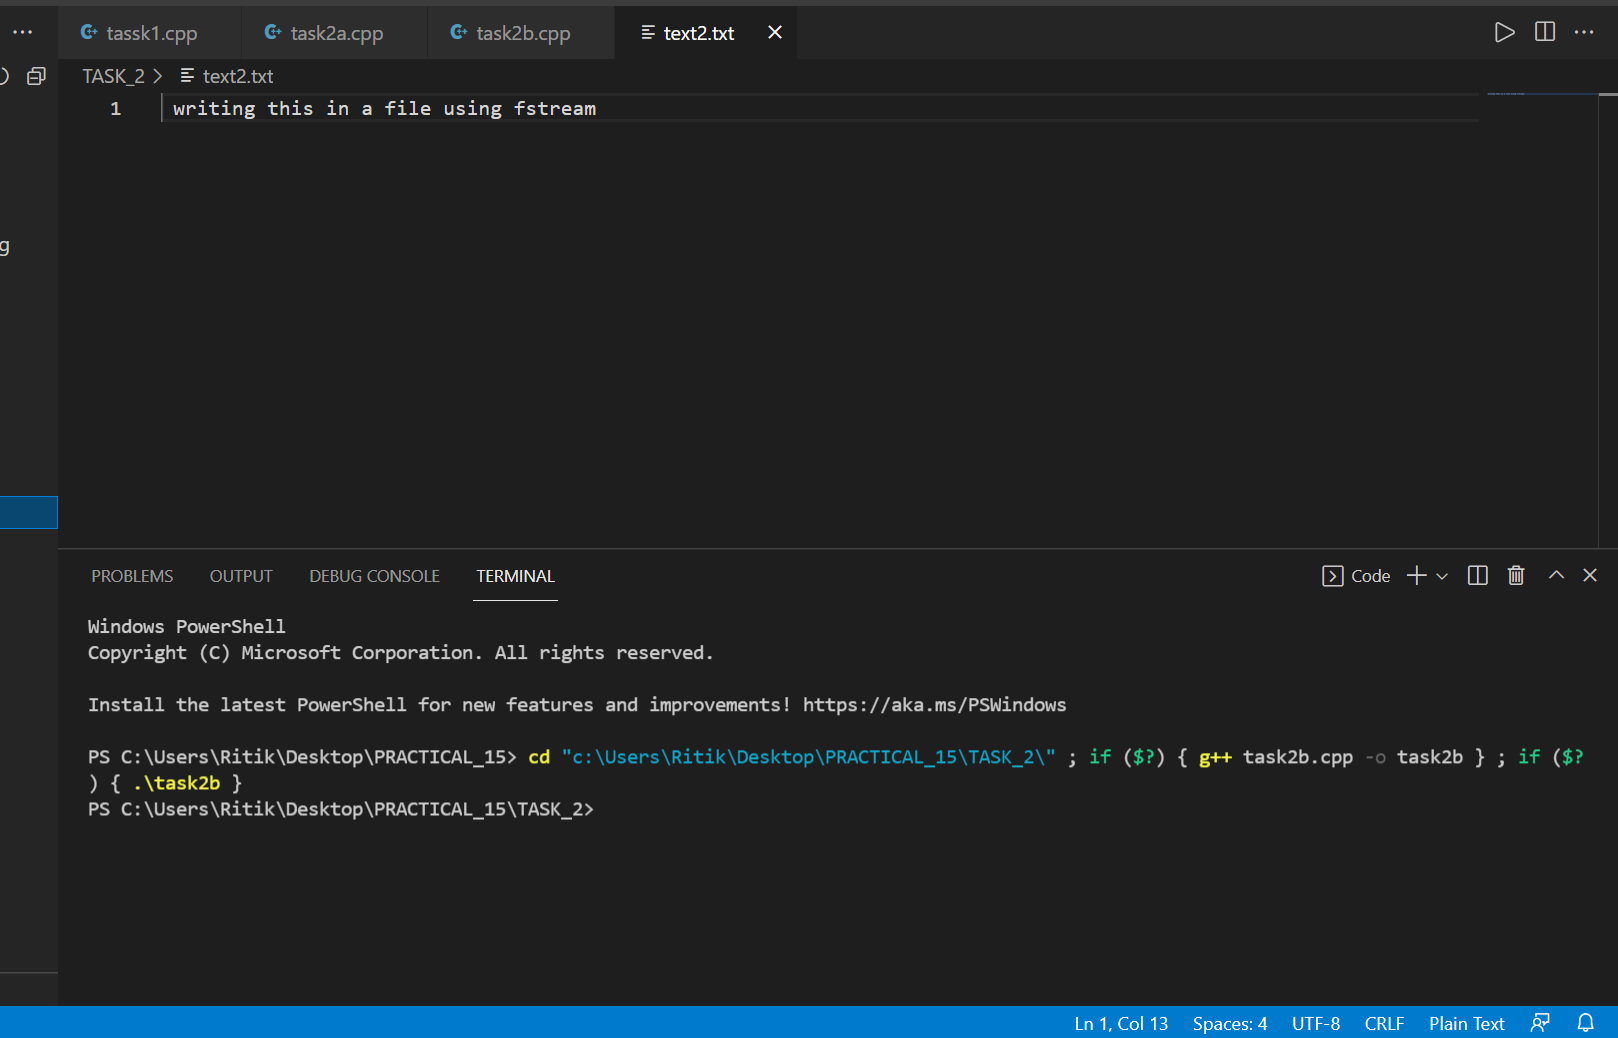 tassk1.cpp task2a.cpp task2b.cpp text2.txt
TASK_2 > text2.txt
1 writing this in a file using fstream
g
PROBLEMS OUTPUT DEBUG CONSOLE TERMINAL Code
Windows PowerShell
Copyright (C) Microsoft Corporation. All rights reserved.
Install the latest PowerShell for new features and improvements! https://aka.ms/PSWindows
PS C:\Users\Ritik\Desktop\PRACTICAL_15> cd "c:\Users\Ritik\Desktop\PRACTICAL_15\TASK_2\" ; if ($?) { g++ task2b.cpp -o task2b } ; if ($?
) { .\task2b }
PS C:\Users\Ritik\Desktop\PRACTICAL_15\TASK_2>
Ln 1, Col 13 Spaces: 4 UTF-8 CRLF Plain Text